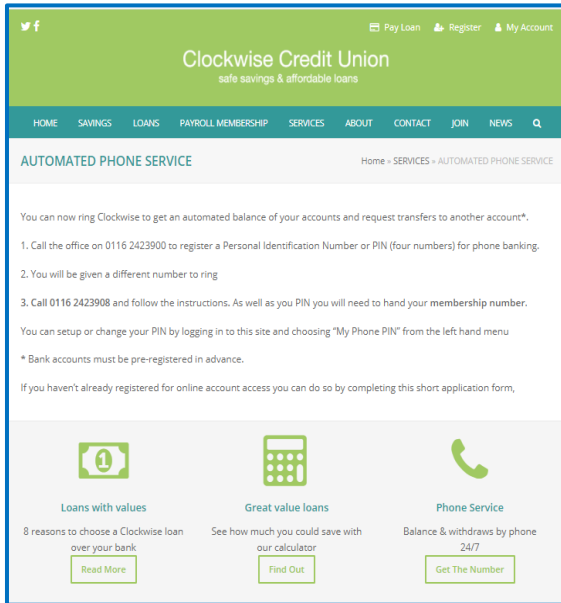 Pay Loan Register My Account
Clockwise Credit Union
safe savings & affordable loans
HOME SAVINGS LOANS PAYROLL MEMBERSHIP SERVICES ABOUT CONTACT JOIN NEWS
AUTOMATED PHONE SERVICE Home » SERVICES » AUTOMATED PHONE SERVICE
You can now ring Clockwise to get an automated balance of your accounts and request transfers to another account*.
1. Call the office on 0116 2423900 to register a Personal Identification Number or PIN (four numbers) for phone banking.
2. You will be given a different number to ring
3. Call 0116 2423908 and follow the instructions. As well as you PIN you will need to hand your membership number.
You can setup or change your PIN by logging in to this site and choosing “My Phone PIN” from the left hand menu
* Bank accounts must be pre-registered in advance.
If you haven't already registered for online account access you can do so by completing this short application form,
1
Loans with values
8 reasons to choose a Clockwise loan
over your bank
Read More
Great value loans
See how much you could save with
our calculator
Find Out
Phone Service
Balance & withdraws by phone
24/7
Get The Number